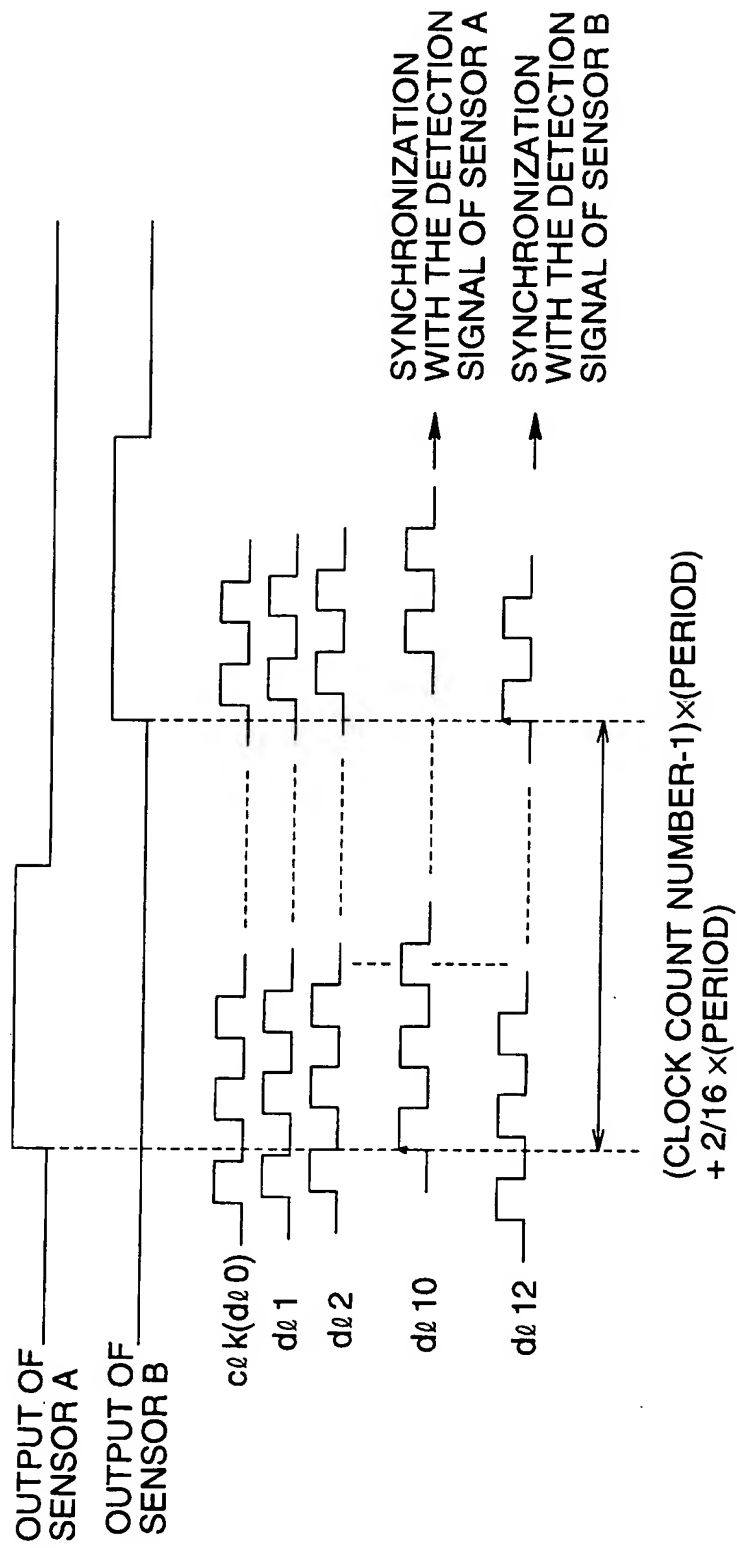 OUTPUT OF
SENSOR A
OUTPUT OF
SENSOR B
cℓk(dℓ0)
dℓ1
dℓ2
dℓ10
dℓ12
SYNCHRONIZATION
WITH THE DETECTION
SIGNAL OF SENSOR A
SYNCHRONIZATION
WITH THE DETECTION
SIGNAL OF SENSOR B
(CLOCK COUNT NUMBER-1)×(PERIOD)
+ 2/16 ×(PERIOD)